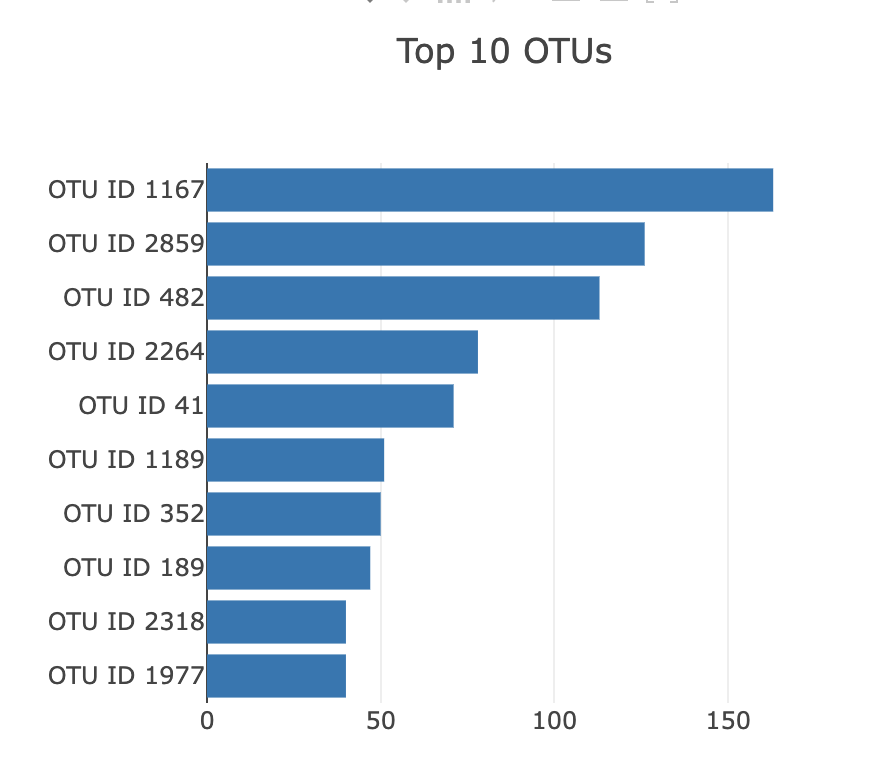 Top 10 OTUs
OTU ID 1167
OTU ID 2859
OTU ID 482
OTU ID 2264
OTU ID 41
OTU ID 1189
OTU ID 352
OTU ID 189
OTU ID 2318
OTU ID 1977
0 50 100 150